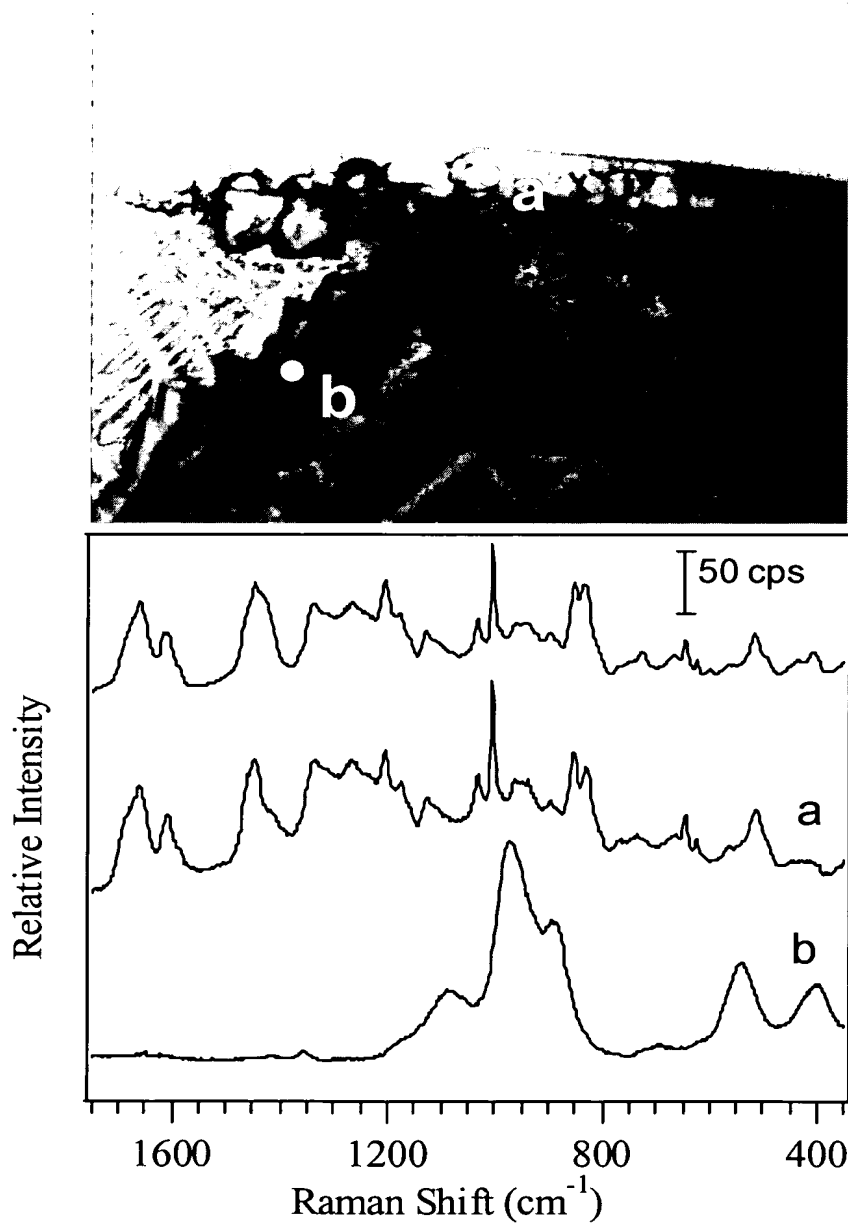 a
b
50 cps
a
b
Relative Intensity
1600 1200 800 400
Raman Shift (cm⁻¹)